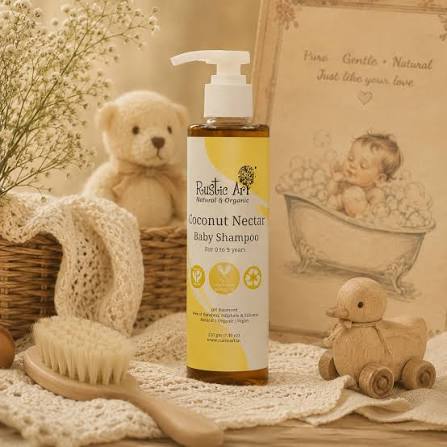 Pure Gentle • Natural
Just like your love
Rustic Art
Natural & Organic
Coconut Nectar
Baby Shampoo
For 0 to 5 years